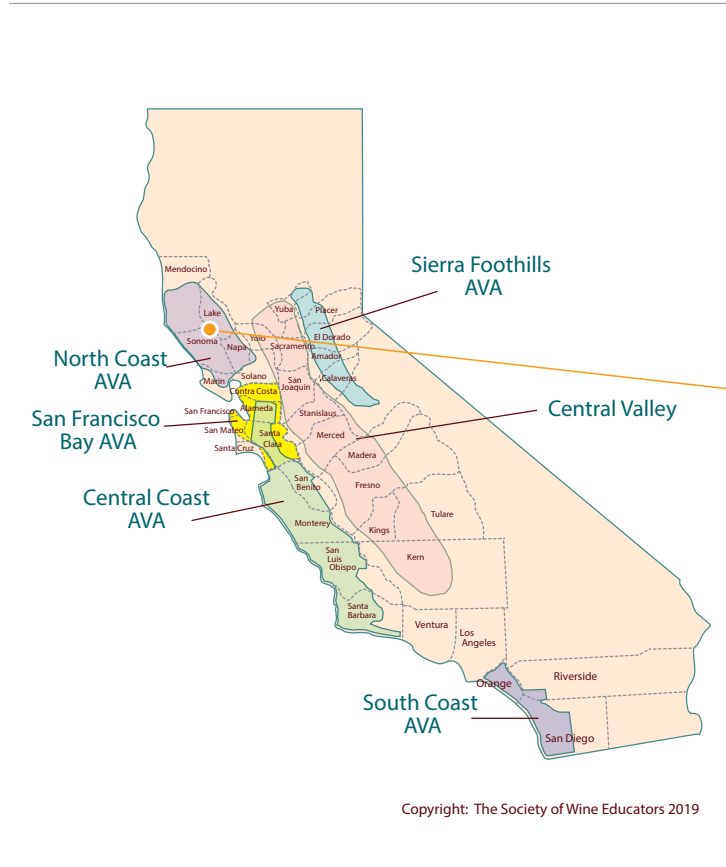 Mendocino
Sierra Foothills
AVA
Lake
Yuba
Placer
Sonoma
Napa
Yolo
El Dorado
Sacramento
Amador
North Coast
AVA
Marin
Solano
San
Joaquin
Calaveras
Contra Costa
San Francisco
Alameda
Stanislaus
Central Valley
San Francisco
Bay AVA
San Mateo
Santa
Clara
Merced
Santa Cruz
Madera
Central Coast
AVA
San
Benito
Fresno
Monterey
Tulare
Kings
San
Luis
Obispo
Kern
Santa
Barbara
Ventura
Los
Angeles
Orange
Riverside
South Coast
AVA
San Diego
Copyright: The Society of Wine Educators 2019